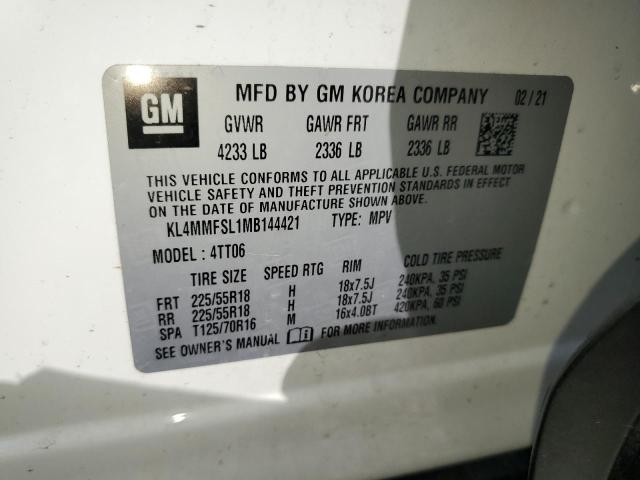 GM
MFD BY GM KOREA COMPANY 02 / 21
GVWR GAWR FRT GAWR RR
4233 LB 2336 LB 2336 LB
THIS VEHICLE CONFORMS TO ALL APPLICABLE U.S. FEDERAL MOTOR
VEHICLE SAFETY AND THEFT PREVENTION STANDARDS IN EFFECT
ON THE DATE OF MANUFACTURE SHOWN ABOVE.
KL4MMFSL1MB144421 TYPE: MPV
MODEL : 4TT06
TIRE SIZE SPEED RTG RIM COLD TIRE PRESSURE
FRT 225/55R18 H 18x7.5J 240KPA, 35 PSI
RR 225/55R18 H 18x7.5J 240KPA, 35 PSI
SPA T125/70R16 M 16x4.0BT 420KPA, 60 PSI
SEE OWNER'S MANUAL FOR MORE INFORMATION.